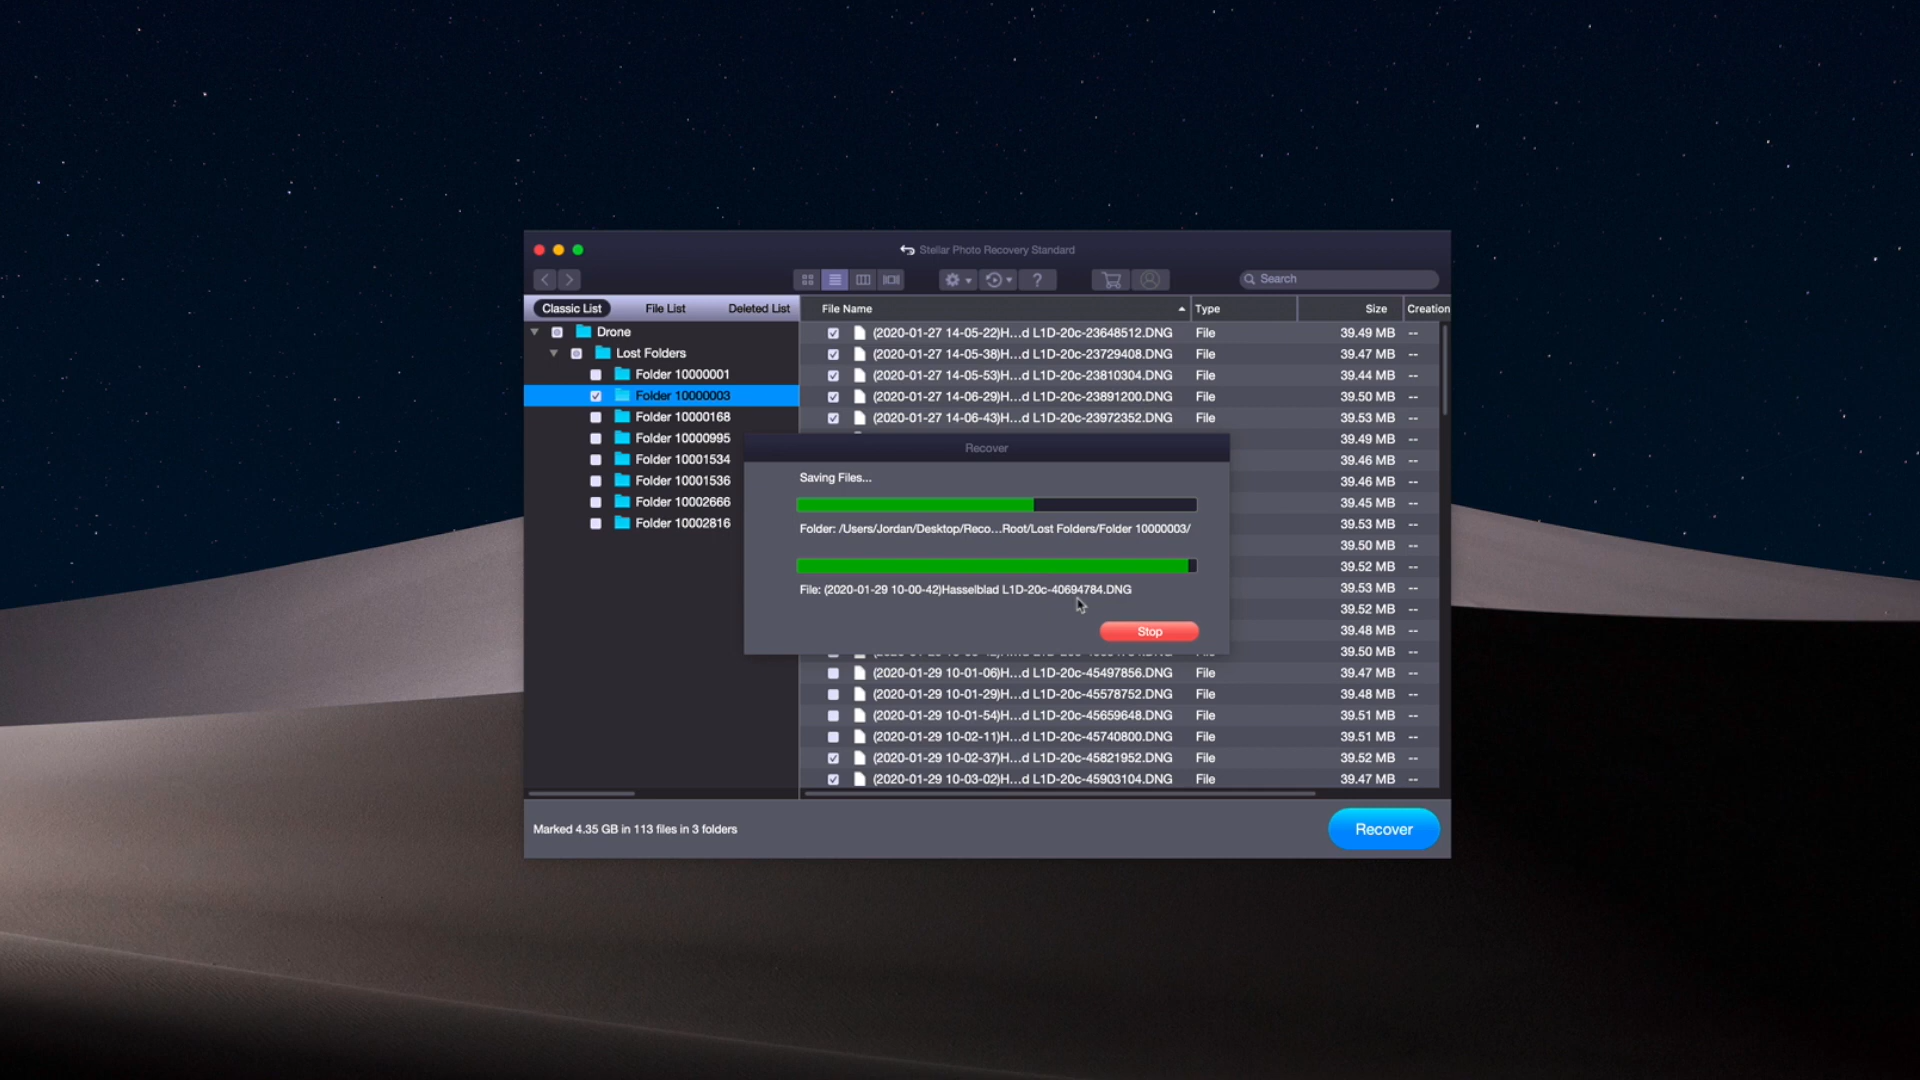 Stellar Photo Recovery Standard
Search
Classic List File List Deleted List
File Name Type Size Creation
Drone
Lost Folders
Folder 10000001
Folder 10000003
Folder 10000168
Folder 10000995
Folder 10001534
Folder 10001536
Folder 10002666
Folder 10002816
(2020-01-27 14-05-22)H...d L1D-20c-23648512.DNG File 39.49 MB --
(2020-01-27 14-05-38)H...d L1D-20c-23729408.DNG File 39.47 MB --
(2020-01-27 14-05-53)H...d L1D-20c-23810304.DNG File 39.44 MB --
(2020-01-27 14-06-29)H...d L1D-20c-23891200.DNG File 39.50 MB --
(2020-01-27 14-06-43)H...d L1D-20c-23972352.DNG File 39.53 MB --
39.49 MB --
39.46 MB --
39.46 MB --
39.45 MB --
39.53 MB --
39.50 MB --
39.52 MB --
39.53 MB --
39.52 MB --
39.48 MB --
39.50 MB --
(2020-01-29 10-01-06)H...d L1D-20c-45497856.DNG File 39.47 MB --
(2020-01-29 10-01-29)H...d L1D-20c-45578752.DNG File 39.48 MB --
(2020-01-29 10-01-54)H...d L1D-20c-45659648.DNG File 39.51 MB --
(2020-01-29 10-02-11)H...d L1D-20c-45740800.DNG File 39.51 MB --
(2020-01-29 10-02-37)H...d L1D-20c-45821952.DNG File 39.52 MB --
(2020-01-29 10-03-02)H...d L1D-20c-45903104.DNG File 39.47 MB --
Recover
Saving Files...
Folder: /Users/Jordan/Desktop/Reco...Root/Lost Folders/Folder 10000003/
File: (2020-01-29 10-00-42)Hasselblad L1D-20c-40694784.DNG
Stop
Marked 4.35 GB in 113 files in 3 folders
Recover